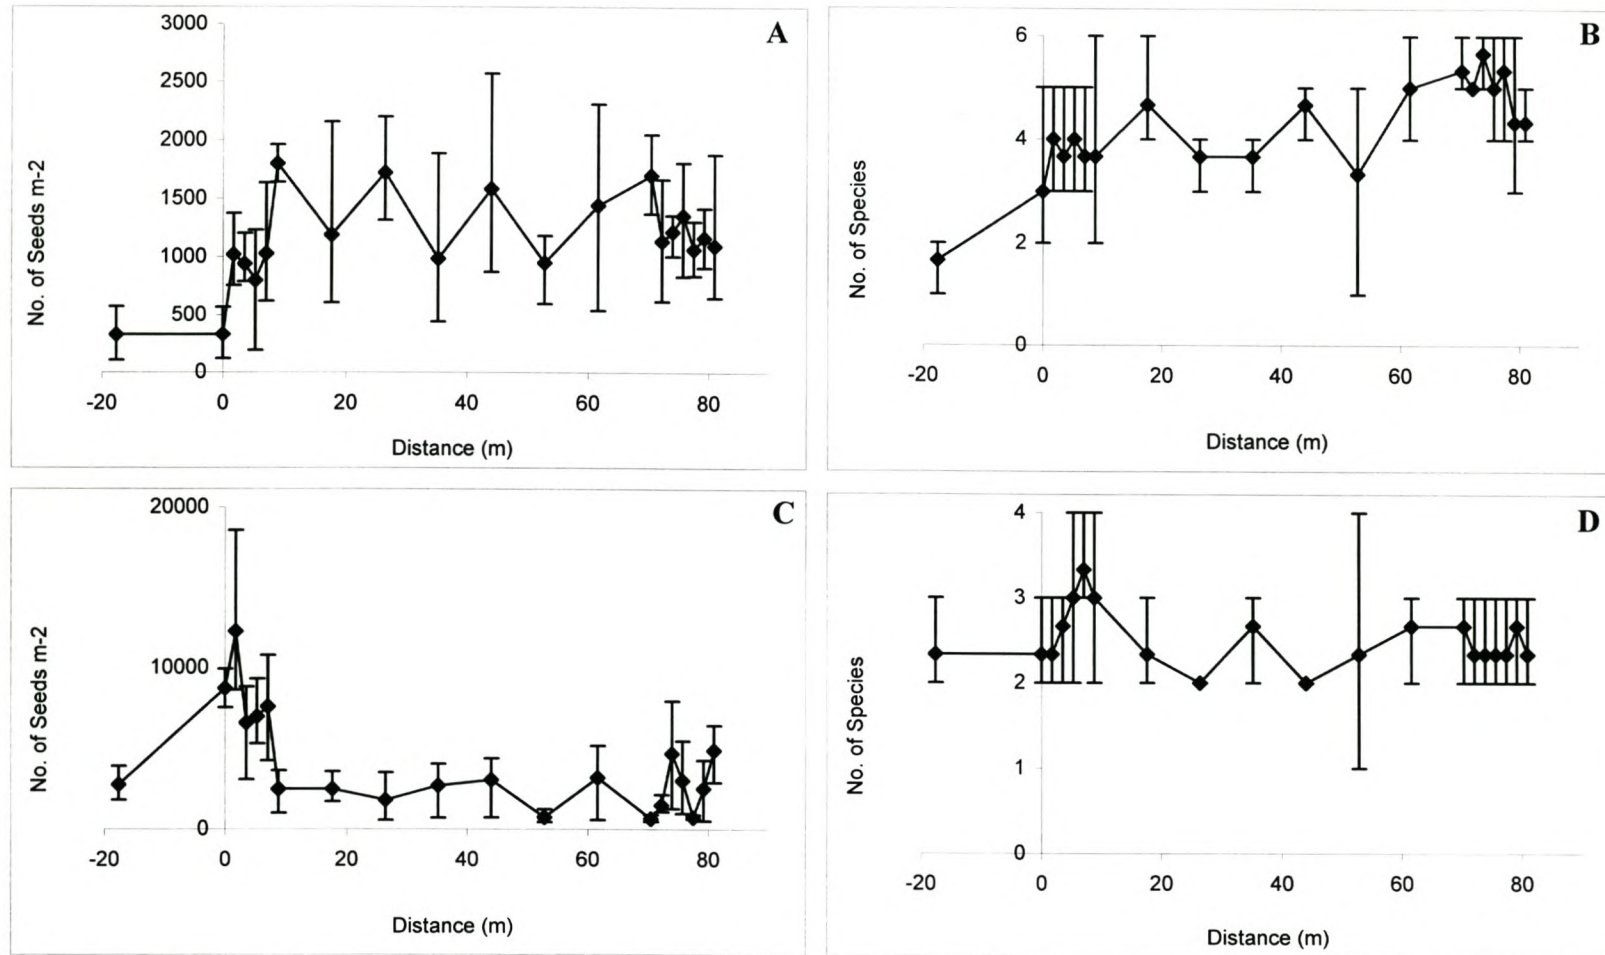 A
3000
2500
2000
1500
1000
500
0
-20 0 20 40 60 80
No. of Seeds m-2
Distance (m)
B
6
4
2
0
-20 0 20 40 60 80
No. of Species
Distance (m)
C
20000
10000
0
-20 0 20 40 60 80
No. of Seeds m-2
Distance (m)
D
4
3
2
1
0
-20 0 20 40 60 80
No. of Species
Distance (m)